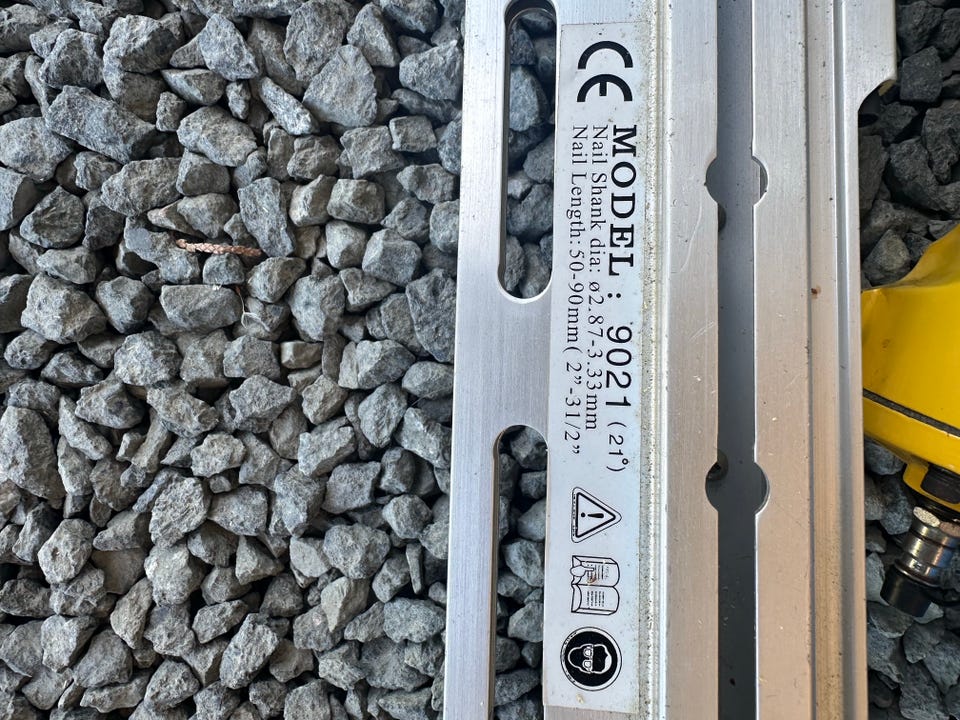 CE
MODEL: 9021 (21°)
Nail Shank dia: ø2.87-3.33mm
Nail Length: 50-90mm( 2”-31/2”